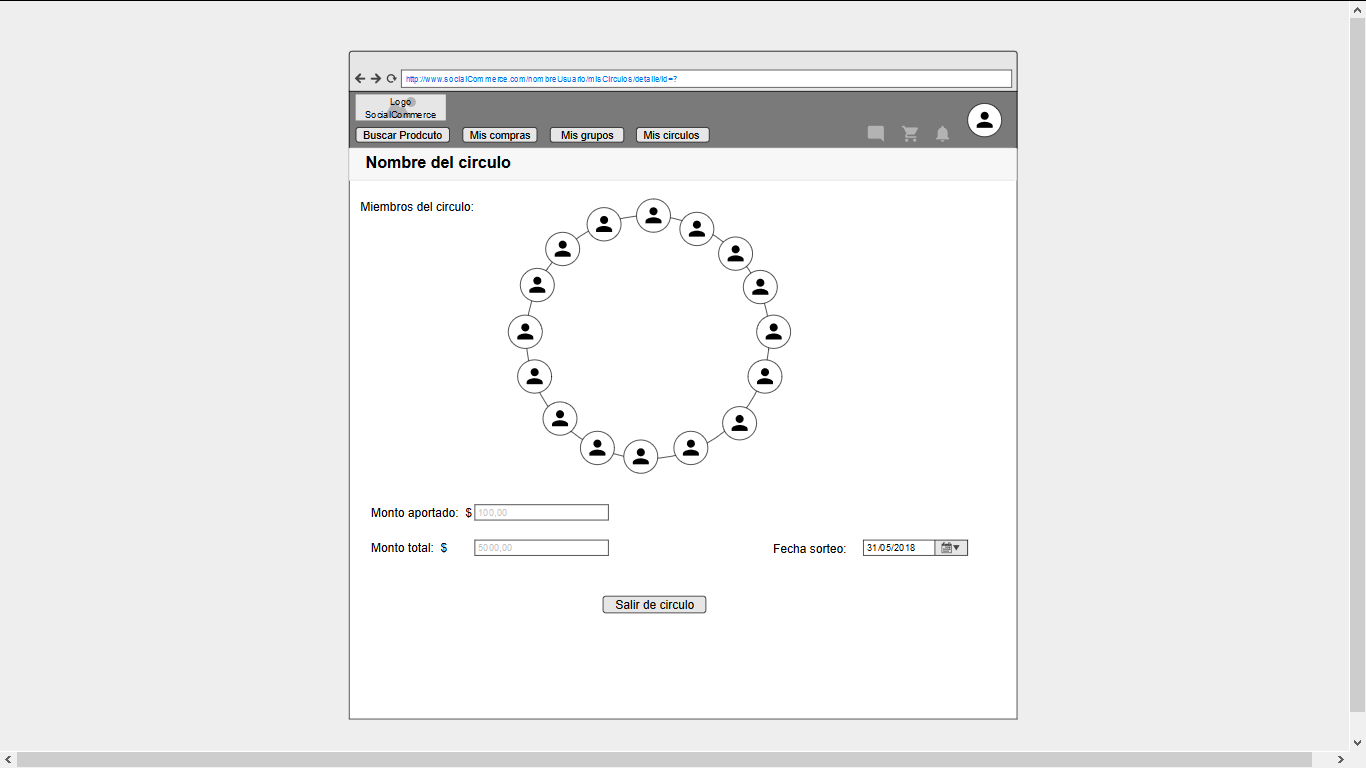 http://www.socialCommerce.com/nombreUsuario/misCirculos/detalle/id=?
Logo
SocialCommerce
Buscar Prodcuto
Mis compras
Mis grupos
Mis circulos
Nombre del circulo
Miembros del circulo:
Monto aportado: $ 100,00
Monto total: $ 5000,00
Fecha sorteo: 31/05/2018
Salir de circulo